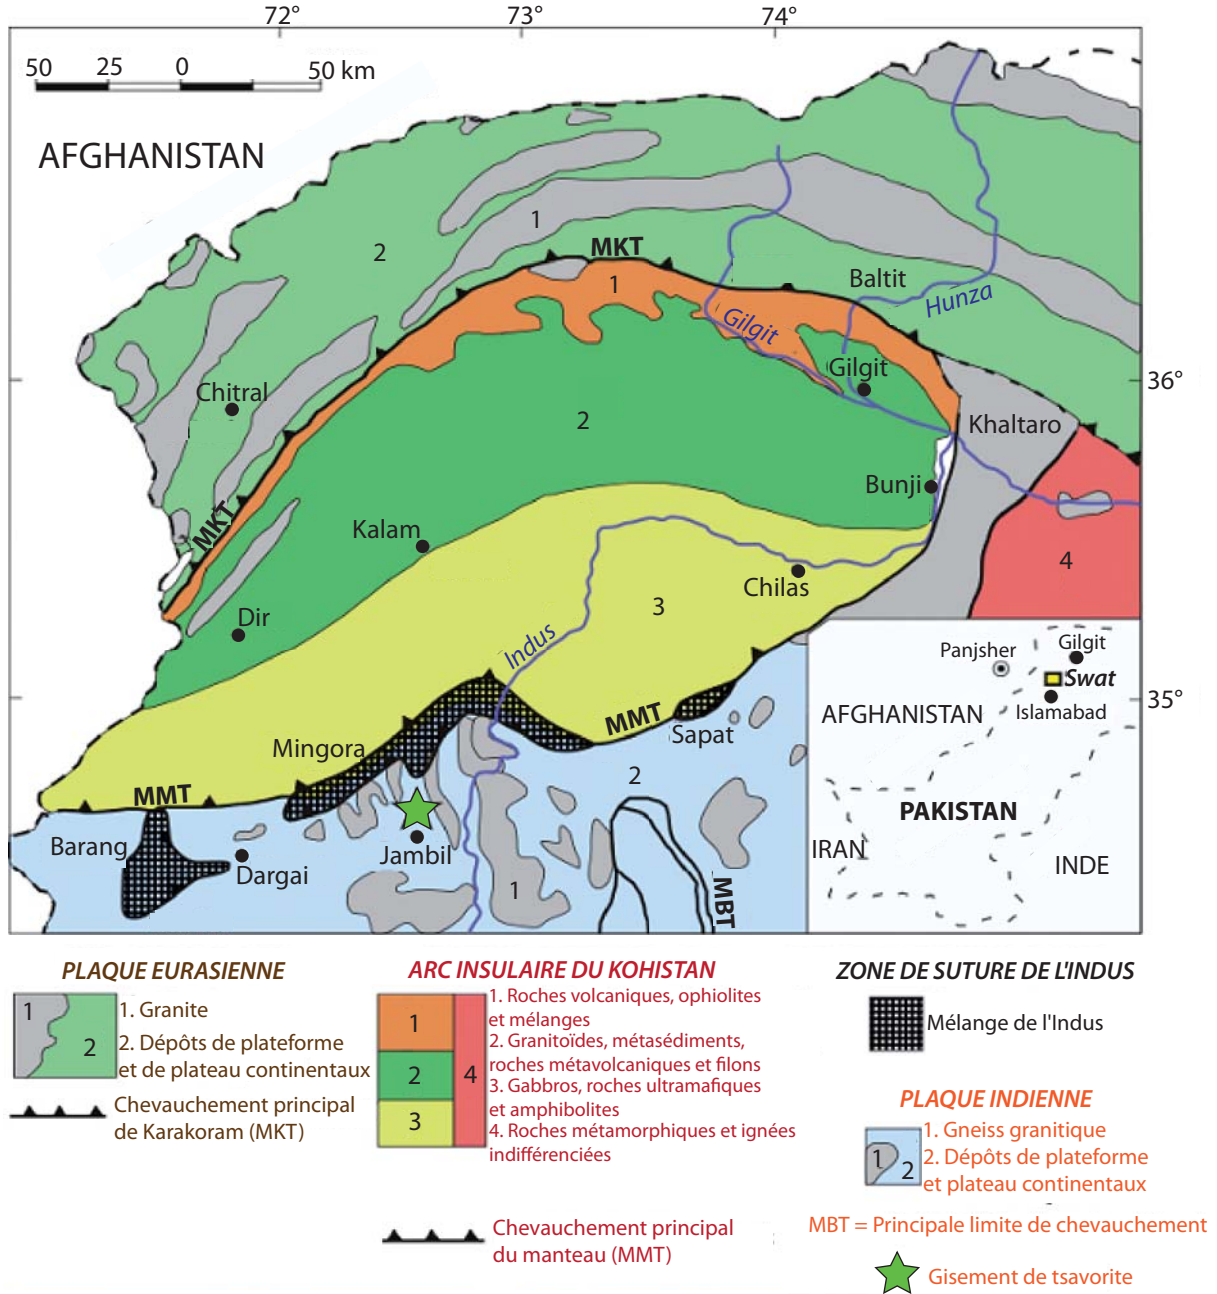 72°
73°
74°
50 25 0 50 km
AFGHANISTAN
2
1
MKT
1
Baltit
Hunza
Gilgit
Gilgit
36°
Chitral
2
Khaltaro
MKT
Kalam
Bunji
4
Chilas
3
Dir
Indus
Panjsher
Gilgit
Swat
Islamabad
35°
AFGHANISTAN
MMT
Sapat
Mingora
2
MMT
PAKISTAN
Barang
Dargai
Jambil
1
MBT
IRAN
INDE
PLAQUE EURASIENNE
1
2
1. Granite
2. Dépôts de plateforme
et de plateau continentaux
Chevauchement principal
de Karakoram (MKT)
ARC INSULAIRE DU KOHISTAN
1
2
3
4
1. Roches volcaniques, ophiolites
et mélanges
2. Granitoïdes, métasédiments,
roches métavolcaniques et filons
3. Gabbros, roches ultramafiques
et amphibolites
4. Roches métamorphiques et ignées
indifférenciées
Chevauchement principal
du manteau (MMT)
ZONE DE SUTURE DE L'INDUS
Mélange de l'Indus
PLAQUE INDIENNE
1
2
1. Gneiss granitique
2. Dépôts de plateforme
et plateau continentaux
MBT = Principale limite de chevauchement
Gisement de tsavorite